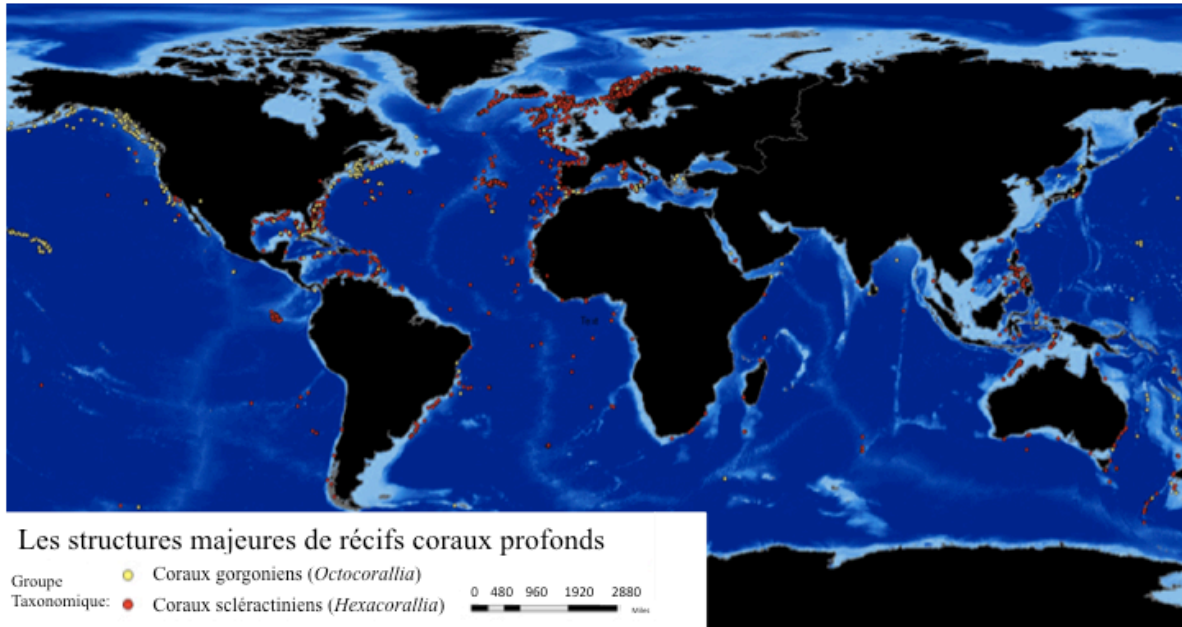 Les structures majeures de récifs coraux profonds
Groupe
Taxonomique:
Coraux gorgoniens (Octocorallia)
Coraux scléractiniens (Hexacorallia)
0 480 960 1920 2880
Miles